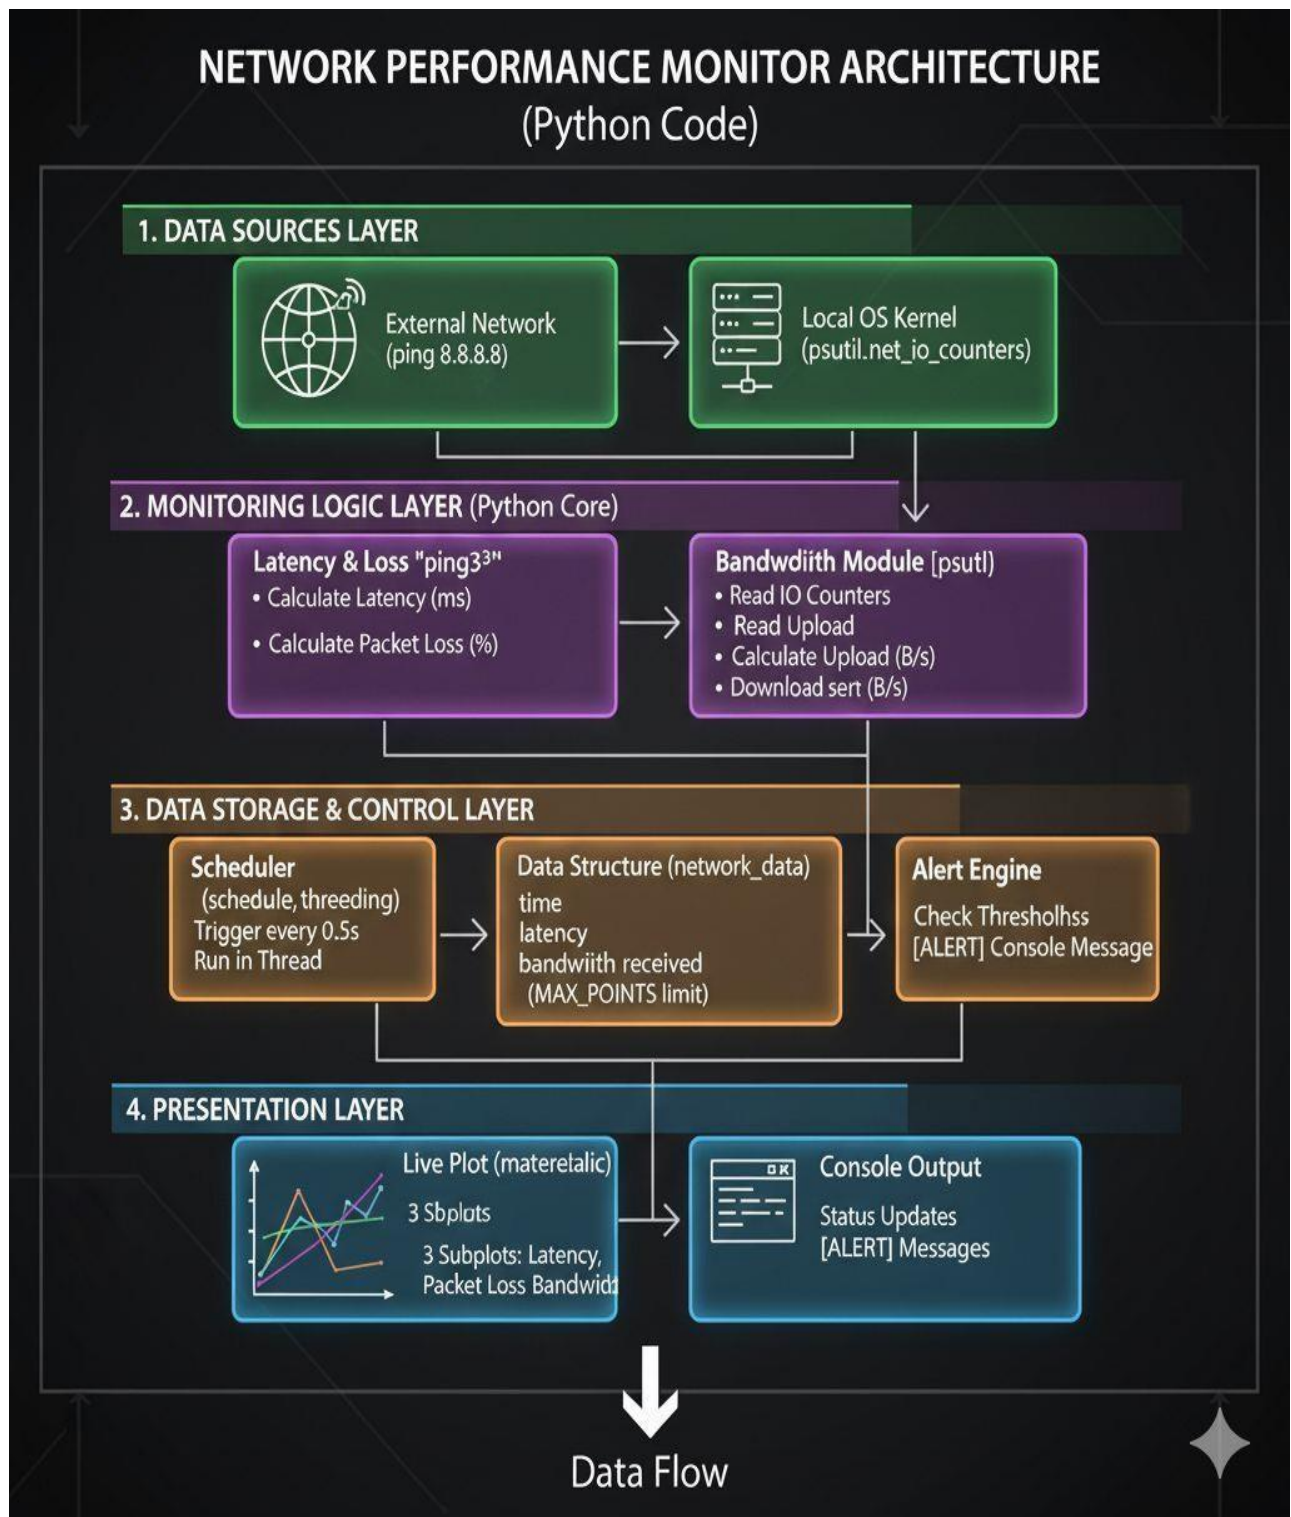 NETWORK PERFORMANCE MONITOR ARCHITECTURE
(Python Code)
1. DATA SOURCES LAYER
External Network
(ping 8.8.8.8)
Local OS Kernel
(psutil.net_io_counters)
2. MONITORING LOGIC LAYER (Python Core)
Latency & Loss "ping3³"
• Calculate Latency (ms)
• Calculate Packet Loss (%)
Bandwdiith Module [psutl)
• Read IO Counters
• Read Upload
• Calculate Upload (B/s)
• Download sert (B/s)
3. DATA STORAGE & CONTROL LAYER
Scheduler
(schedule, threeding)
Trigger every 0.5s
Run in Thread
Data Structure (network_data)
time
latency
bandwiith received
(MAX_POINTS limit)
Alert Engine
Check Thresholhss
[ALERT] Console Message
4. PRESENTATION LAYER
Live Plot (materetalic)
3 Sbplots
3 Subplots: Latency,
Packet Loss Bandwid
Console Output
Status Updates
[ALERT] Messages
Data Flow